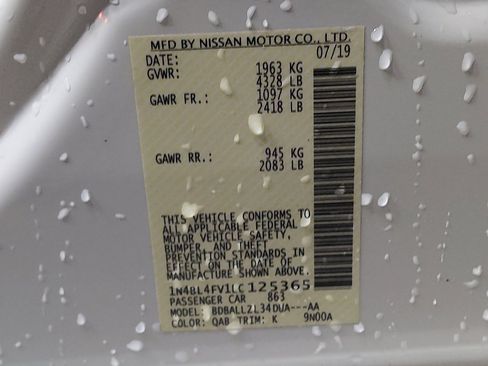 MFD BY NISSAN MOTOR CO., LTD.
DATE: 07/19
GVWR: 1963 KG
4328 LB
GAWR FR.: 1097 KG
2418 LB
GAWR RR.: 945 KG
2083 LB
THIS VEHICLE CONFORMS TO
ALL APPLICABLE FEDERAL
MOTOR VEHICLE SAFETY,
BUMPER, AND THEFT
PREVENTION STANDARDS IN
EFFECT ON THE DATE OF
MANUFACTURE SHOWN ABOVE.
1N4BL4FV1LC125365
PASSENGER CAR 863
MODEL: BDBALLZL34DUA---AA
COLOR: QAB TRIM: K 9N00A